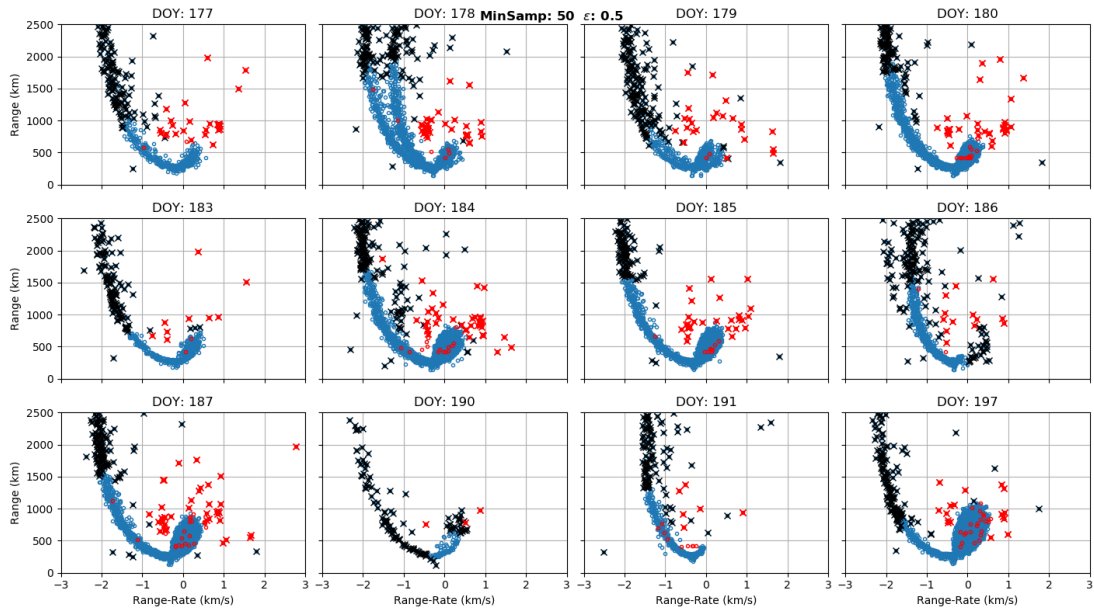 MinSamp: 50 ε: 0.5
DOY: 177
DOY: 178
DOY: 179
DOY: 180
2500
2000
1500
1000
500
0
Range (km)
DOY: 183
DOY: 184
DOY: 185
DOY: 186
2500
2000
1500
1000
500
0
Range (km)
DOY: 187
DOY: 190
DOY: 191
DOY: 197
2500
2000
1500
1000
500
0
Range (km)
−3 −2 −1 0 1 2 3
−2 −1 0 1 2 3
−2 −1 0 1 2 3
−2 −1 0 1 2 3
Range-Rate (km/s)
Range-Rate (km/s)
Range-Rate (km/s)
Range-Rate (km/s)